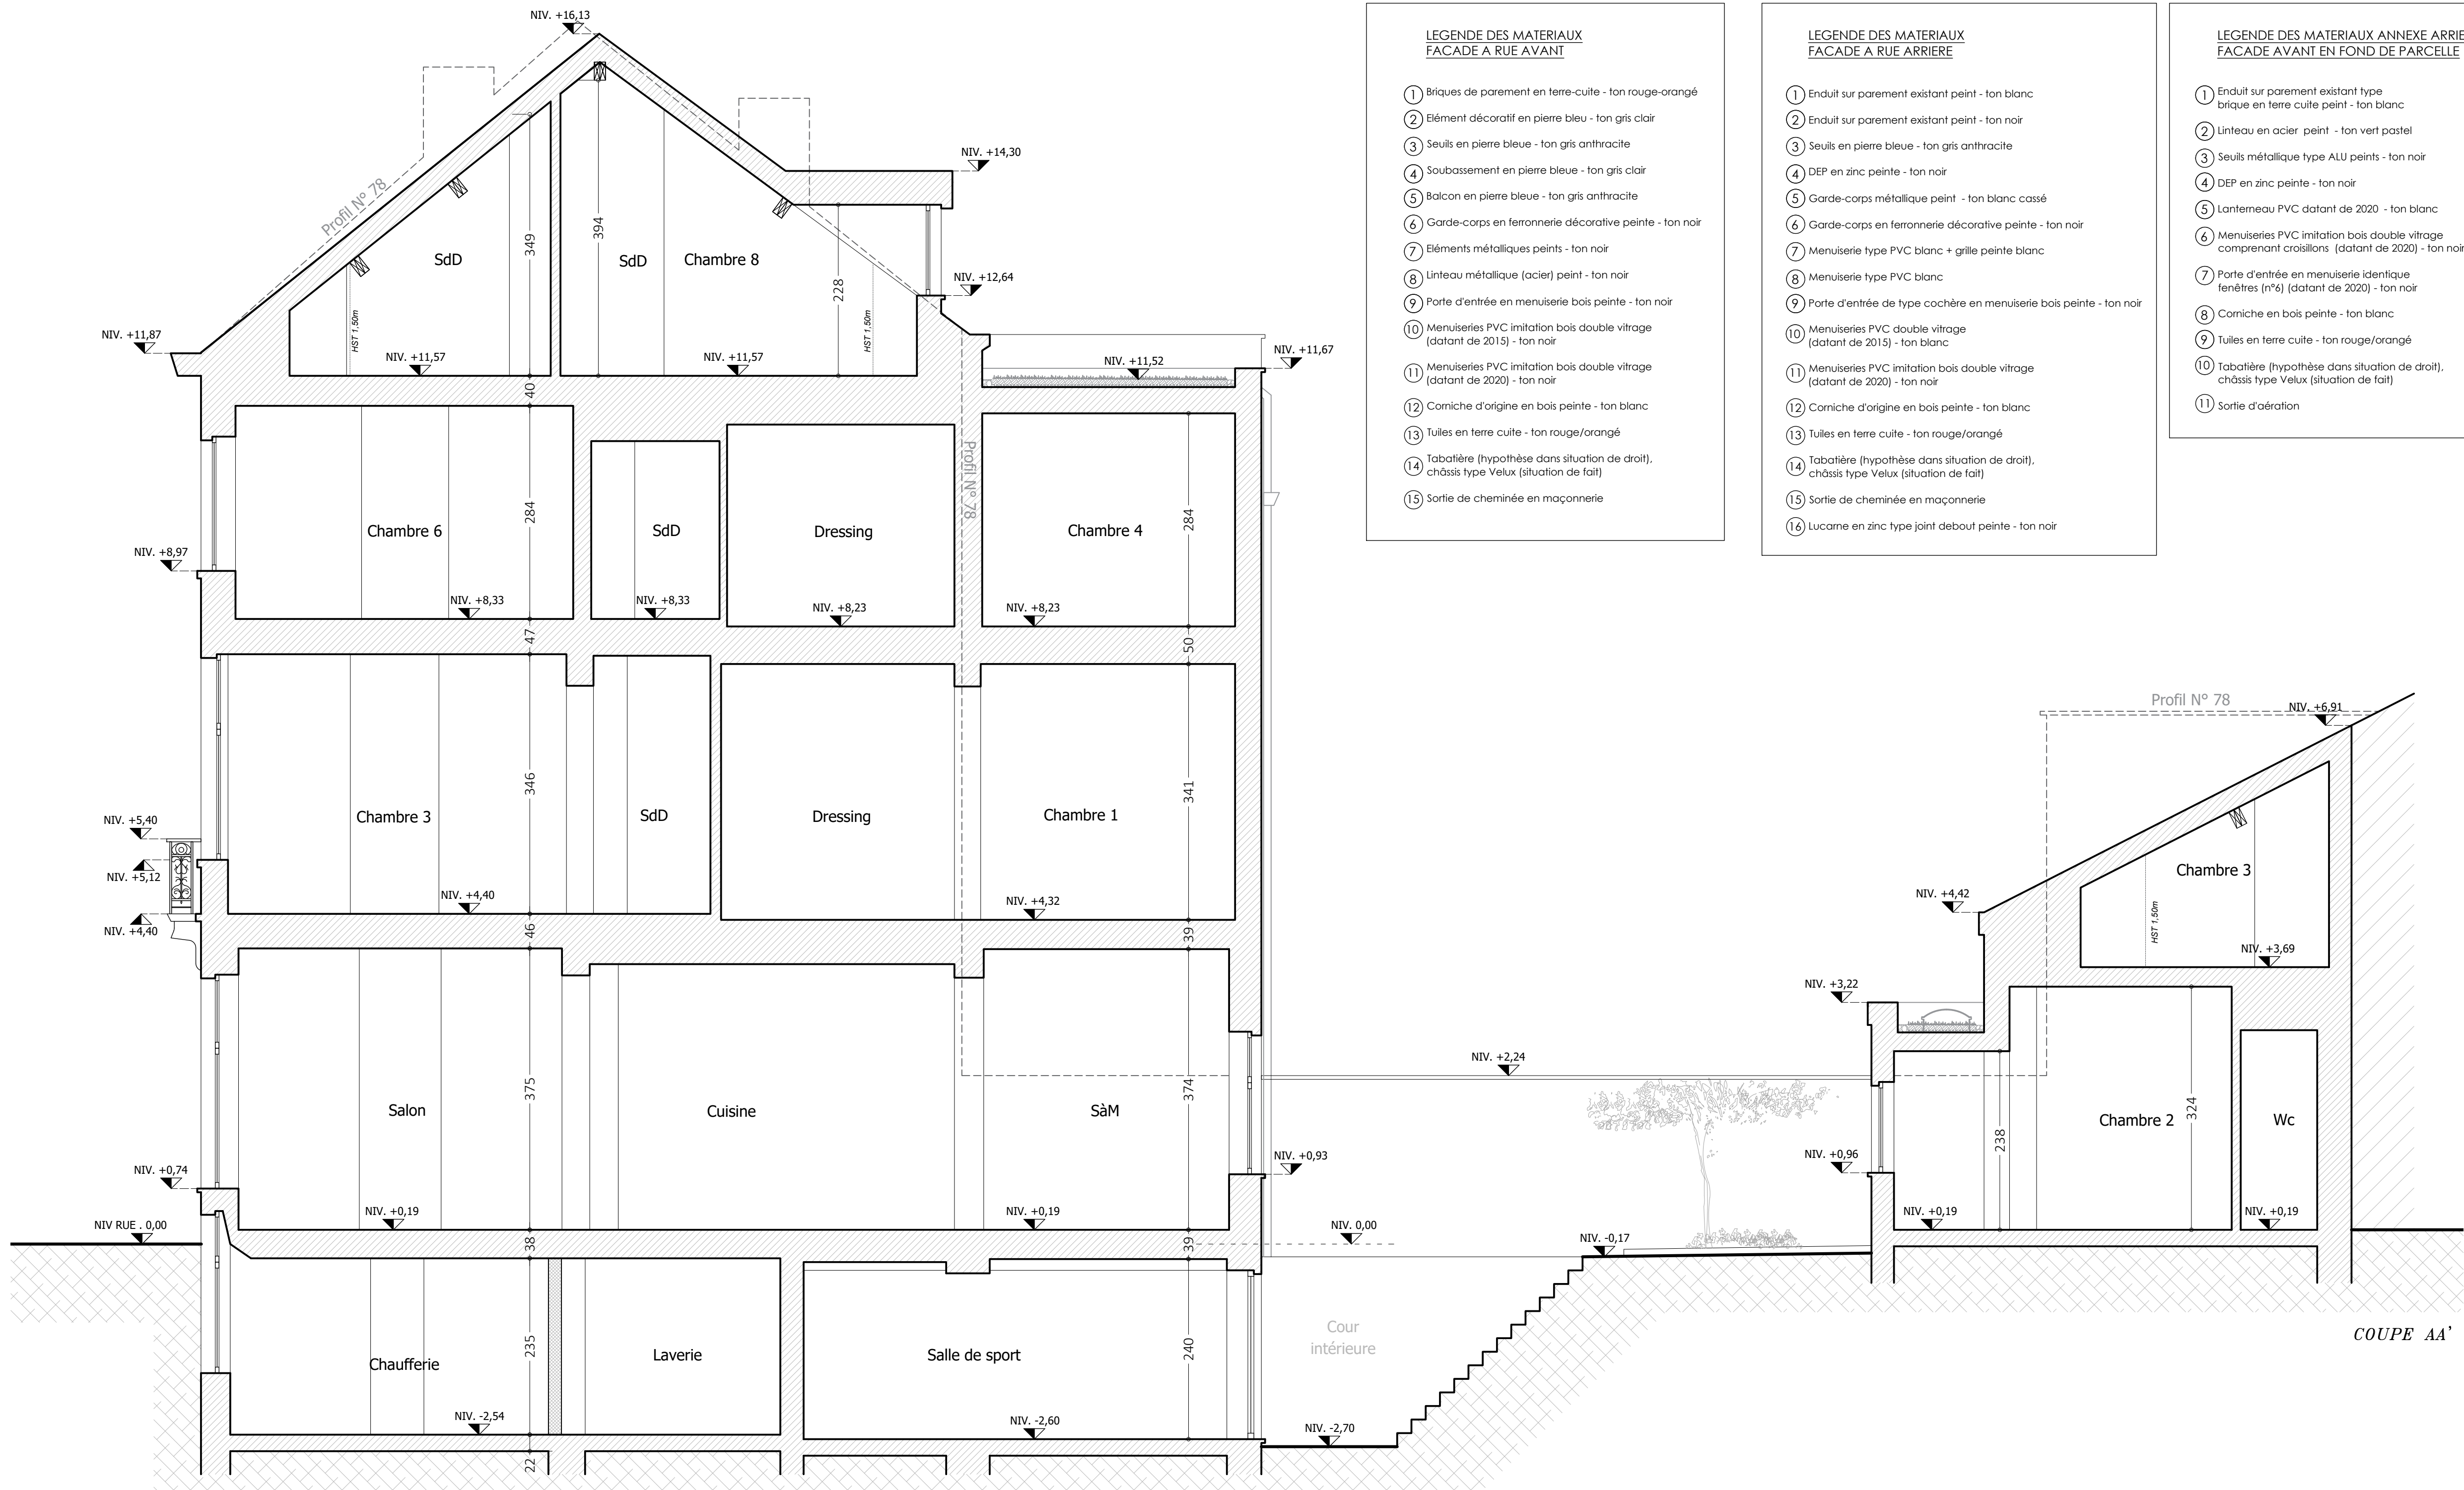 LEGENDE DES MATERIAUX
FACADE A RUE AVANT
1 Briques de parement en terre-cuite - ton rouge-orangé
2 Elément décoratif en pierre bleu - ton gris clair
3 Seuils en pierre bleue - ton gris anthracite
4 Soubassement en pierre bleue - ton gris clair
5 Balcon en pierre bleue - ton gris anthracite
6 Garde-corps en ferronnerie décorative peinte - ton noir
7 Eléments métalliques peints - ton noir
8 Linteau métallique (acier) peint - ton noir
9 Porte d'entrée en menuiserie bois peinte - ton noir
10 Menuiseries PVC imitation bois double vitrage
(datant de 2015) - ton noir
11 Menuiseries PVC imitation bois double vitrage
(datant de 2020) - ton noir
12 Corniche d'origine en bois peinte - ton blanc
13 Tuiles en terre cuite - ton rouge/orangé
14 Tabatière (hypothèse dans situation de droit),
châssis type Velux (situation de fait)
15 Sortie de cheminée en maçonnerie
LEGENDE DES MATERIAUX
FACADE A RUE ARRIERE
1 Enduit sur parement existant peint - ton blanc
2 Enduit sur parement existant peint - ton noir
3 Seuils en pierre bleue - ton gris anthracite
4 DEP en zinc peinte - ton noir
5 Garde-corps métallique peint - ton blanc cassé
6 Garde-corps en ferronnerie décorative peinte - ton noir
7 Menuiserie type PVC blanc + grille peinte blanc
8 Menuiserie type PVC blanc
9 Porte d'entrée de type cochère en menuiserie bois peinte - ton noir
10 Menuiseries PVC double vitrage
(datant de 2015) - ton blanc
11 Menuiseries PVC imitation bois double vitrage
(datant de 2020) - ton noir
12 Corniche d'origine en bois peinte - ton blanc
13 Tuiles en terre cuite - ton rouge/orangé
14 Tabatière (hypothèse dans situation de droit),
châssis type Velux (situation de fait)
15 Sortie de cheminée en maçonnerie
16 Lucarne en zinc type joint debout peinte - ton noir
LEGENDE DES MATERIAUX ANNEXE ARRIE
FACADE AVANT EN FOND DE PARCELLE
1 Enduit sur parement existant type
brique en terre cuite peint - ton blanc
2 Linteau en acier peint - ton vert pastel
3 Seuils métallique type ALU peints - ton noir
4 DEP en zinc peinte - ton noir
5 Lanterneau PVC datant de 2020 - ton blanc
6 Menuiseries PVC imitation bois double vitrage
comprenant croisillons (datant de 2020) - ton noir
7 Porte d'entrée en menuiserie identique
fenêtres (n°6) (datant de 2020) - ton noir
8 Corniche en bois peinte - ton blanc
9 Tuiles en terre cuite - ton rouge/orangé
10 Tabatière (hypothèse dans situation de droit),
châssis type Velux (situation de fait)
11 Sortie d'aération
NIV. +16,13
NIV. +14,30
Profil N° 78
394
349
SdD
SdD
Chambre 8
228
NIV. +12,64
HST 1,50m
HST 1,50m
NIV. +11,87
NIV. +11,57
NIV. +11,57
NIV. +11,52
NIV. +11,67
40
Profil N° 78
284
284
Chambre 6
SdD
Dressing
Chambre 4
NIV. +8,97
NIV. +8,33
NIV. +8,33
NIV. +8,23
NIV. +8,23
47
50
346
341
Chambre 3
SdD
Dressing
Chambre 1
NIV. +5,40
NIV. +5,12
NIV. +4,40
NIV. +4,40
NIV. +4,32
46
39
375
374
Salon
Cuisine
SàM
NIV. +0,74
NIV. +0,93
NIV. +0,19
NIV. +0,19
NIV RUE . 0,00
NIV. 0,00
38
39
235
240
Chaufferie
Laverie
Salle de sport
Cour
intérieure
NIV. -2,54
NIV. -2,60
NIV. -2,70
22
NIV. +2,24
NIV. -0,17
Profil N° 78
NIV. +6,91
Chambre 3
NIV. +4,42
HST 1,50m
NIV. +3,69
NIV. +3,22
324
238
Chambre 2
Wc
NIV. +0,96
NIV. +0,19
NIV. +0,19
COUPE AA'